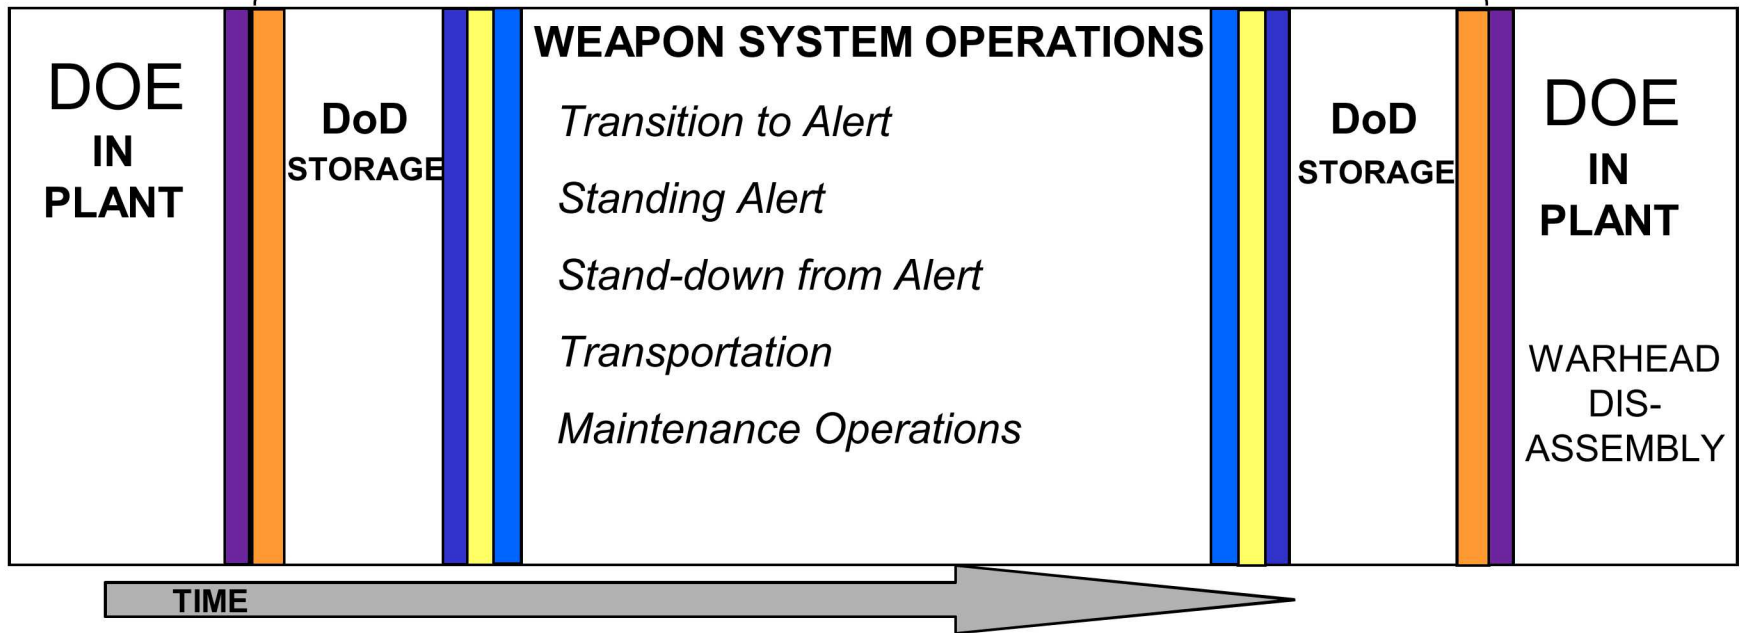 DOE
IN
PLANT
DoD
STORAGE
WEAPON SYSTEM OPERATIONS
Transition to Alert
Standing Alert
Stand-down from Alert
Transportation
Maintenance Operations
DoD
STORAGE
DOE
IN
PLANT
WARHEAD
DIS-
ASSEMBLY
TIME